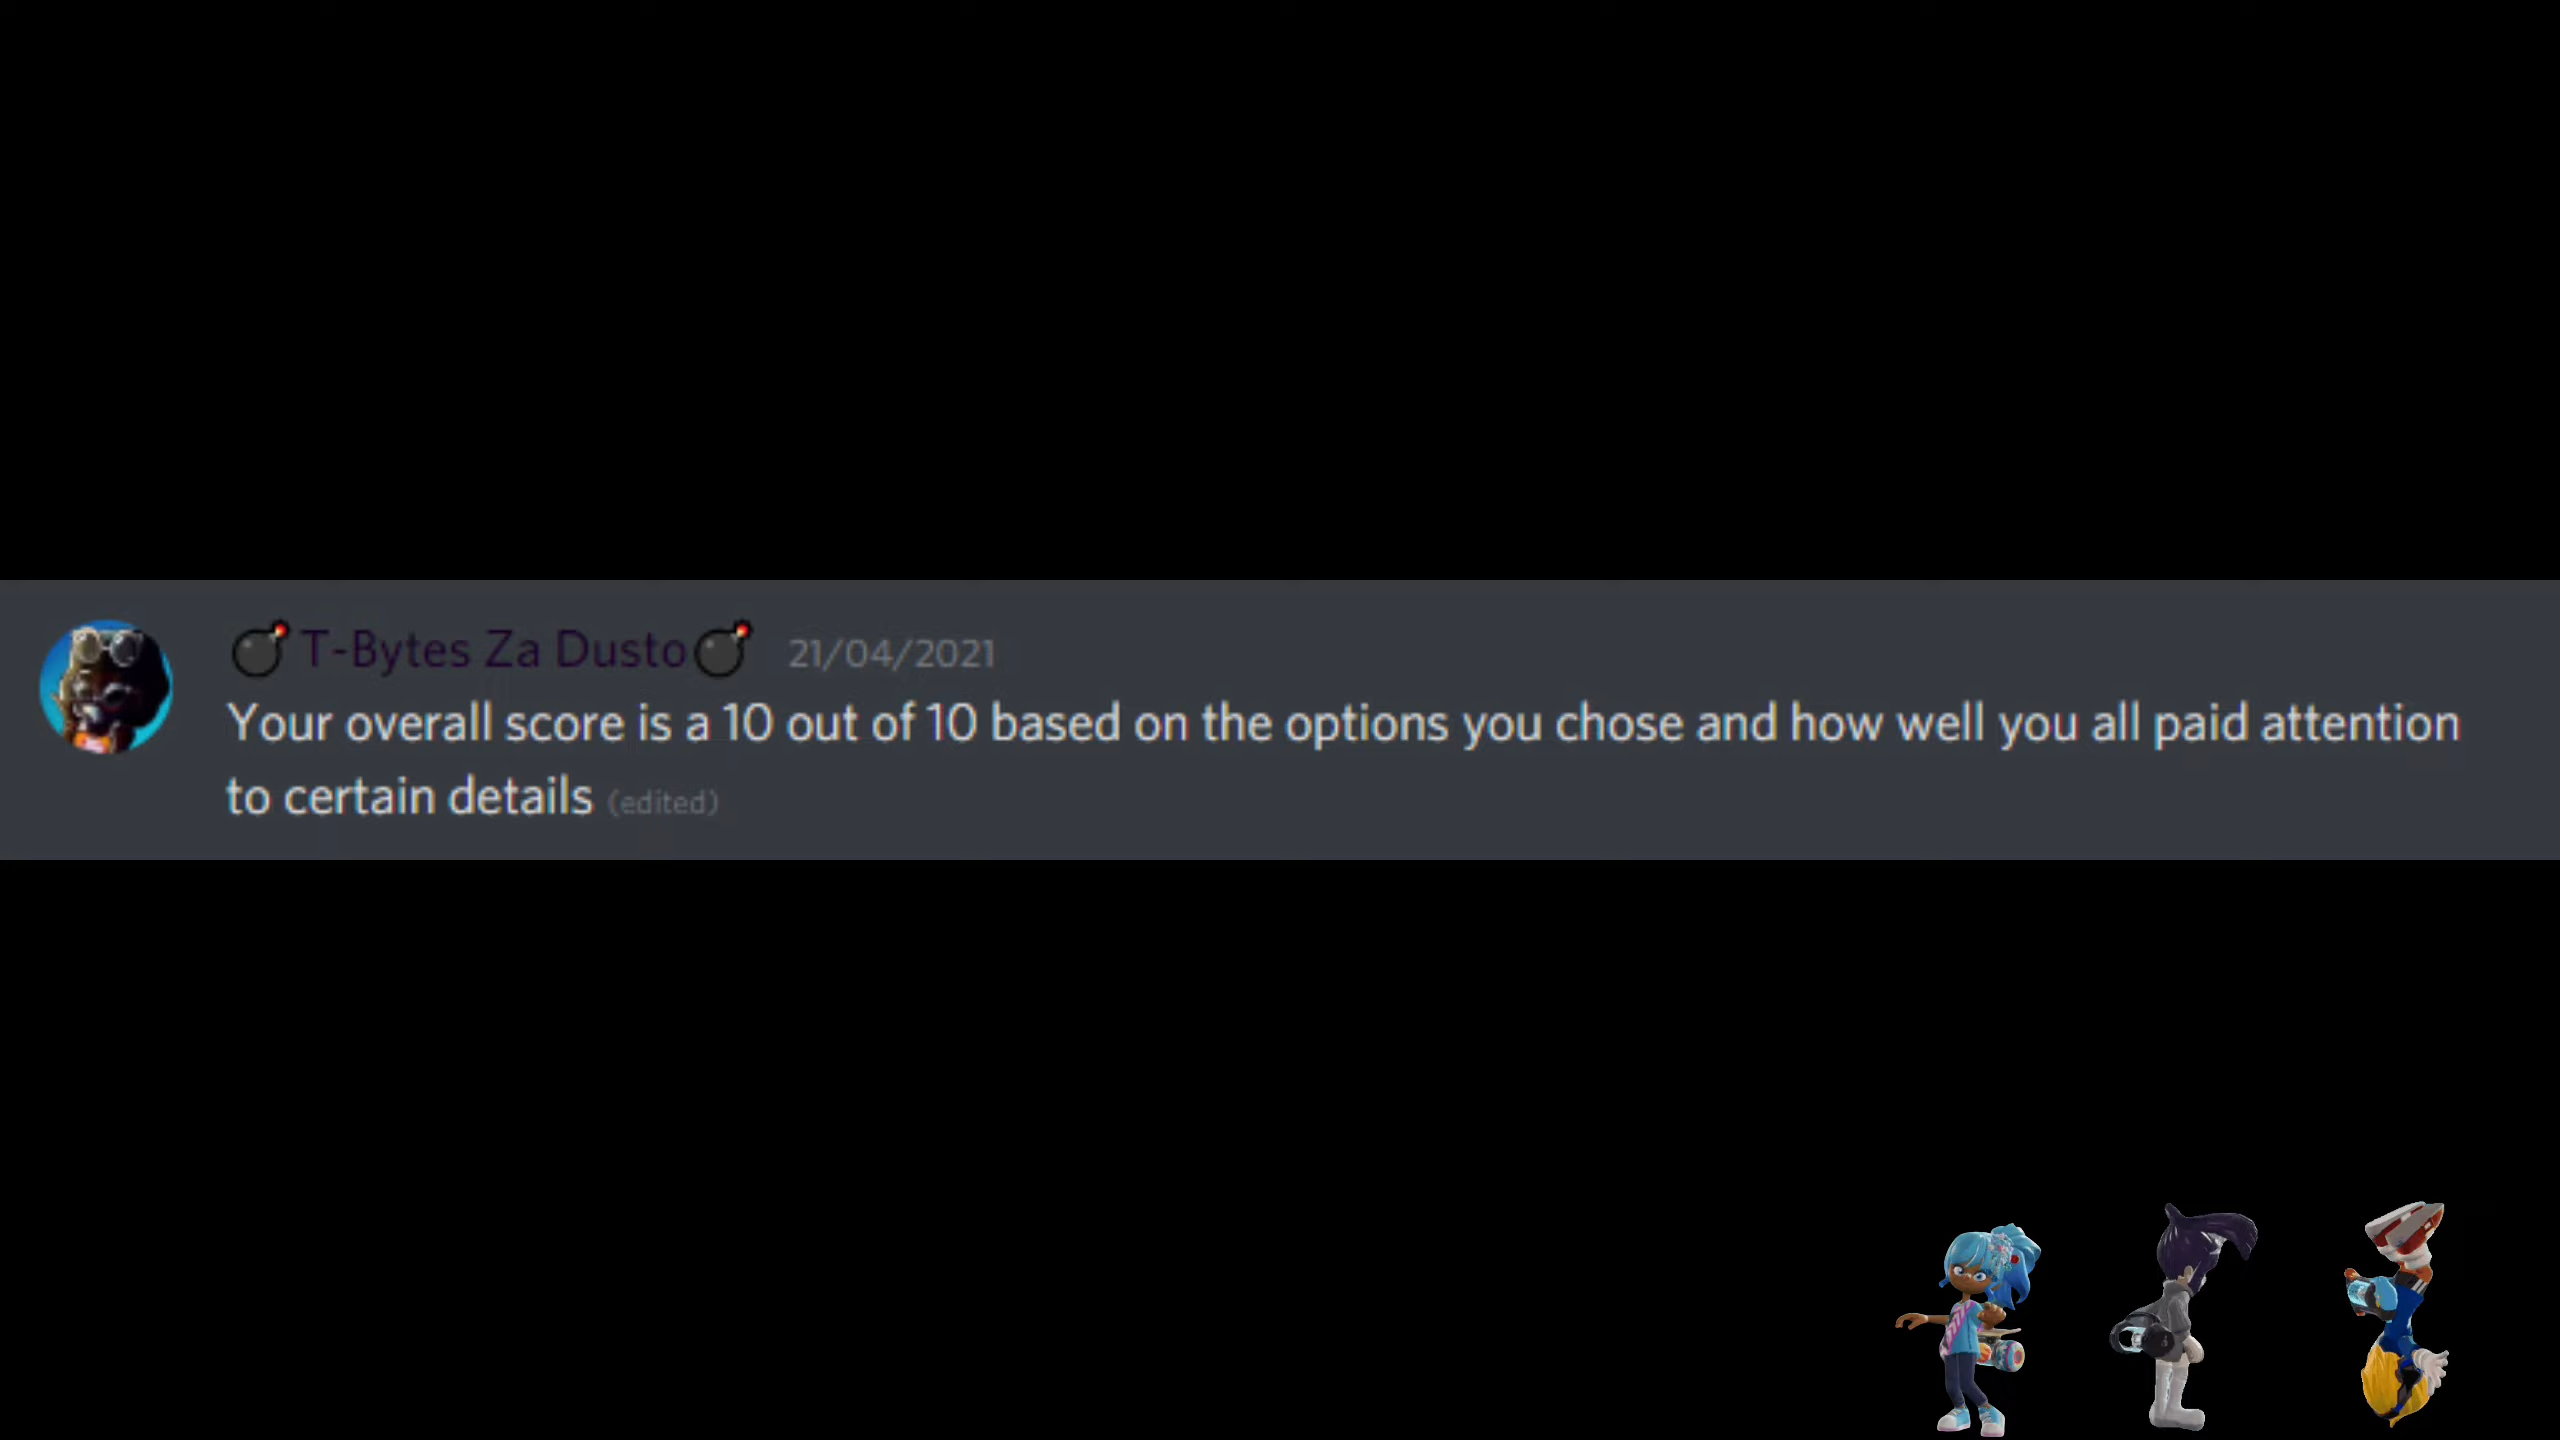 💣T-Bytes Za Dusto💣 21/04/2021
Your overall score is a 10 out of 10 based on the options you chose and how well you all paid attention
to certain details (edited)